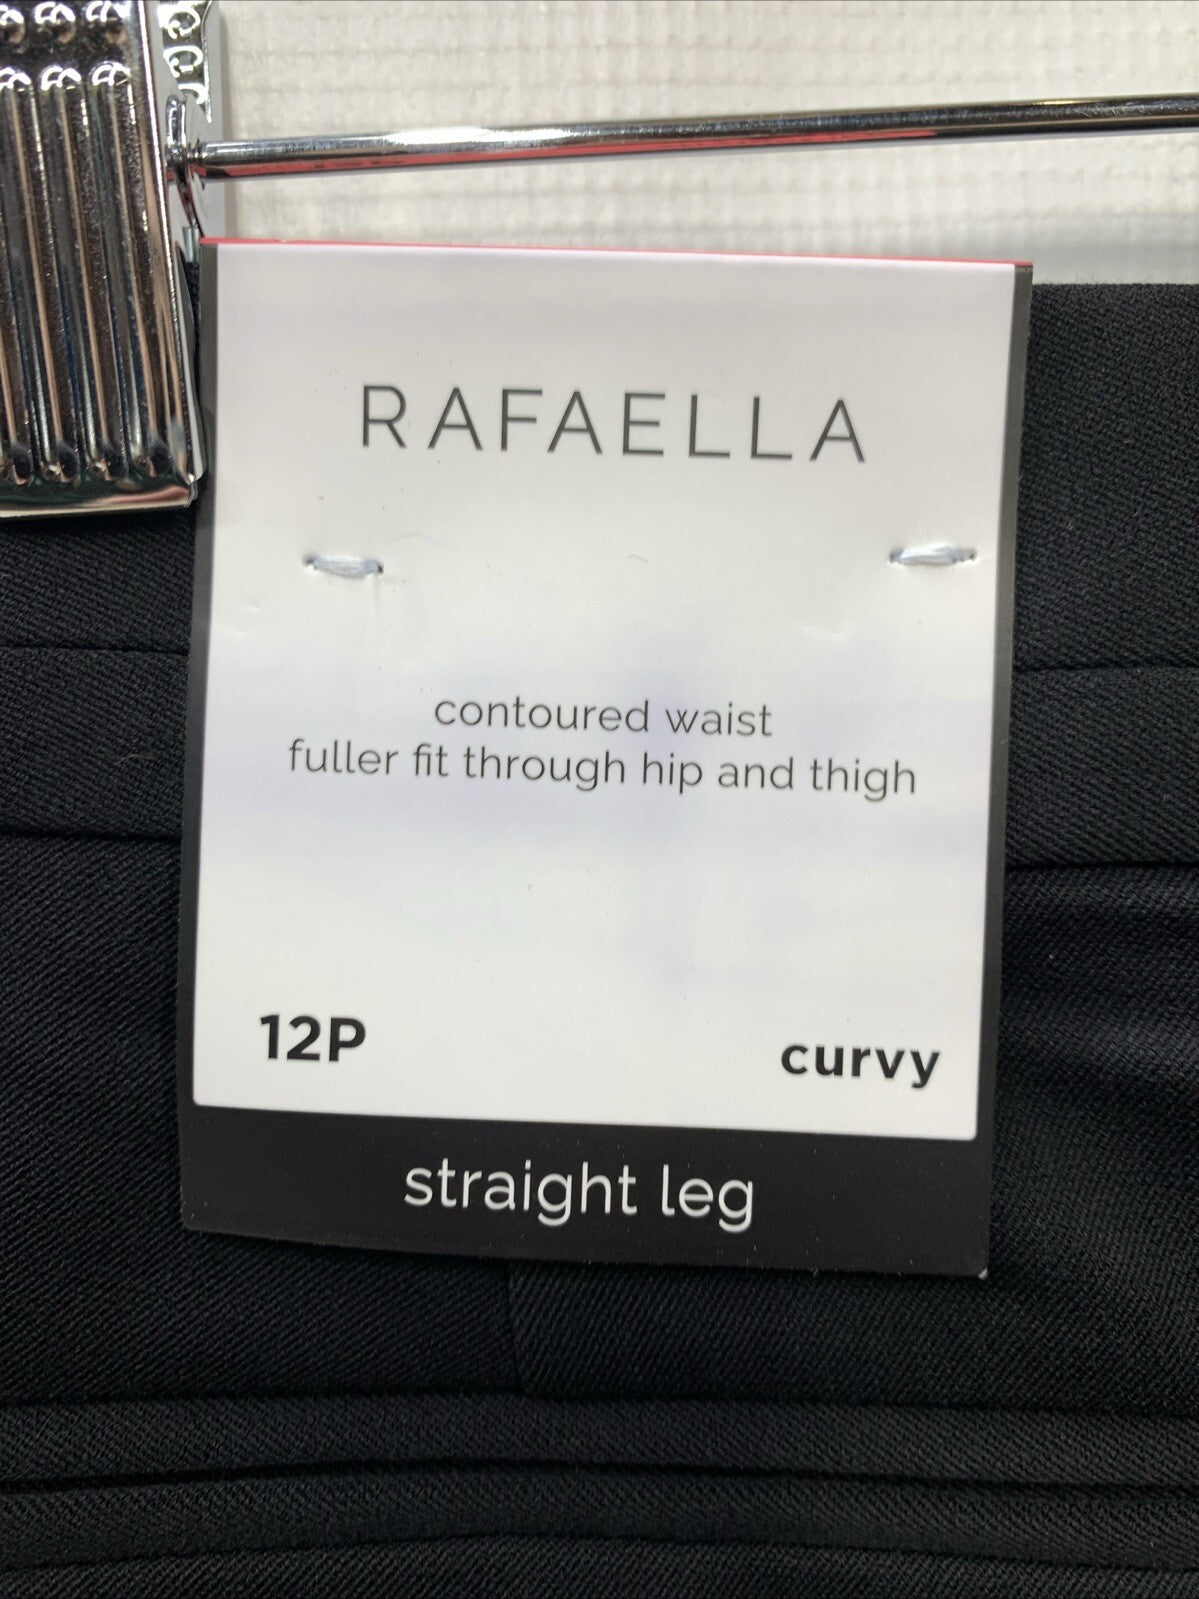 RAFAELLA
contoured waist
fuller fit through hip and thigh
12P
curvy
straight leg